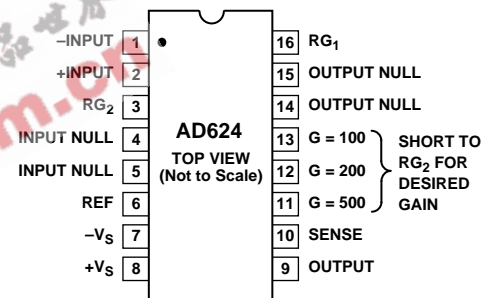 –INPUT 1
+INPUT 2
RG2 3
INPUT NULL 4
INPUT NULL 5
REF 6
–VS 7
+VS 8
AD624
TOP VIEW
(Not to Scale)
16 RG1
15 OUTPUT NULL
14 OUTPUT NULL
13 G = 100
12 G = 200
11 G = 500
10 SENSE
9 OUTPUT
SHORT TO
RG2 FOR
DESIRED
GAIN
m.cn